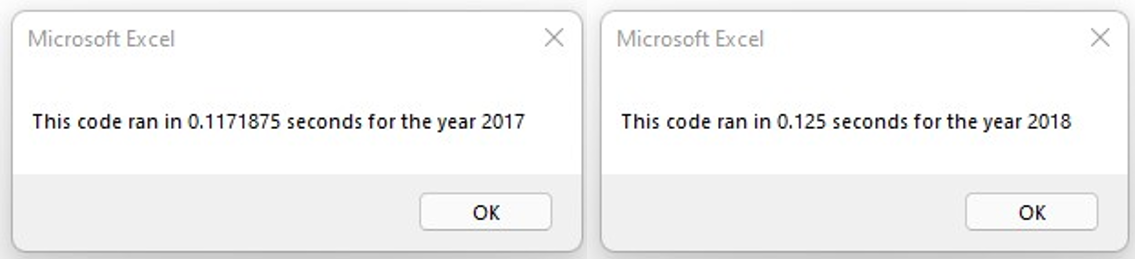 Microsoft Excel
This code ran in 0.1171875 seconds for the year 2017
OK
Microsoft Excel
This code ran in 0.125 seconds for the year 2018
OK